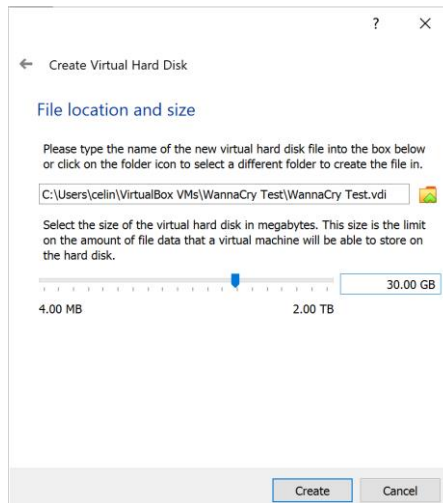 ?
Create Virtual Hard Disk
File location and size
Please type the name of the new virtual hard disk file into the box below
or click on the folder icon to select a different folder to create the file in.
C:\Users\celin\VirtualBox VMs\WannaCry Test\WannaCry Test.vdi
Select the size of the virtual hard disk in megabytes. This size is the limit
on the amount of file data that a virtual machine will be able to store on
the hard disk.
30.00 GB
4.00 MB 2.00 TB
Create Cancel